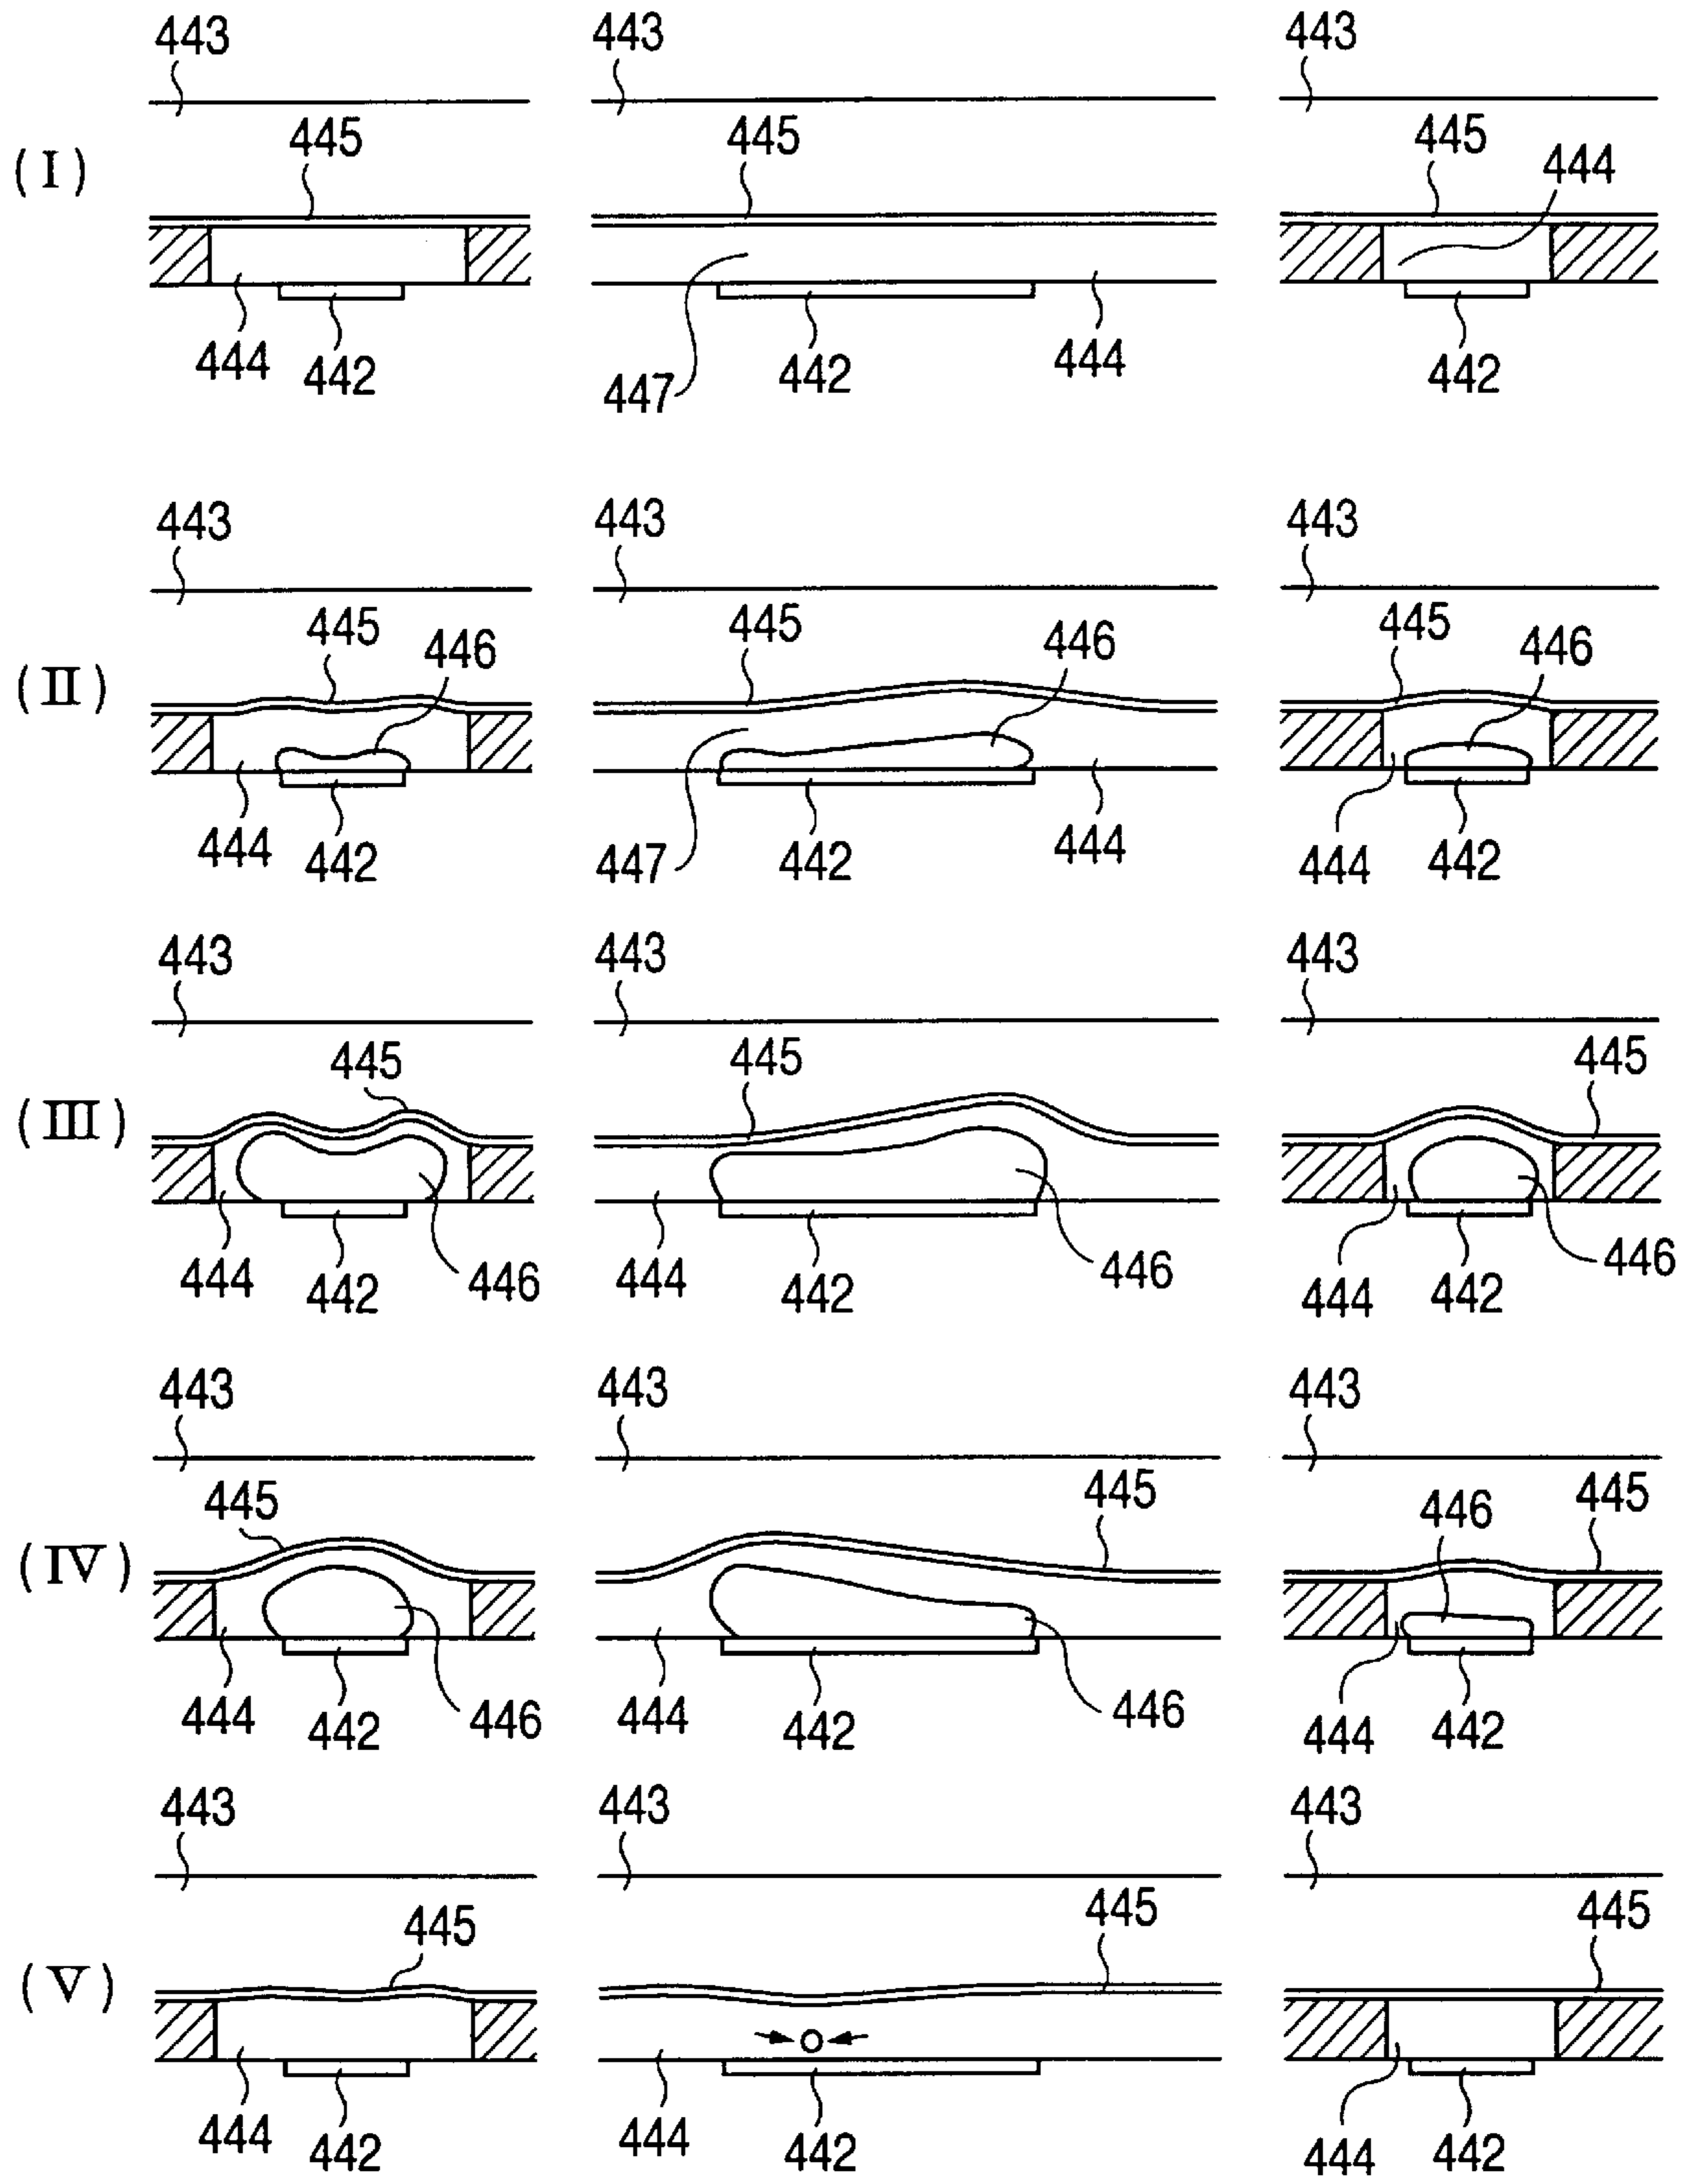 443 443 443
(I) 445 445 445 444
444 442 447 442 444 442
443 443 443
(II) 445 446 445 446 445 446
444 442 447 442 444 444 442
443 443 443
(III) 445 445 445
444 442 446 444 442 446 444 442 446
443 443 443
(IV) 445 445 446 445
444 442 446 444 442 446 444 442
443 443 443
(V) 445 445 445
444 442 444 442 444 442